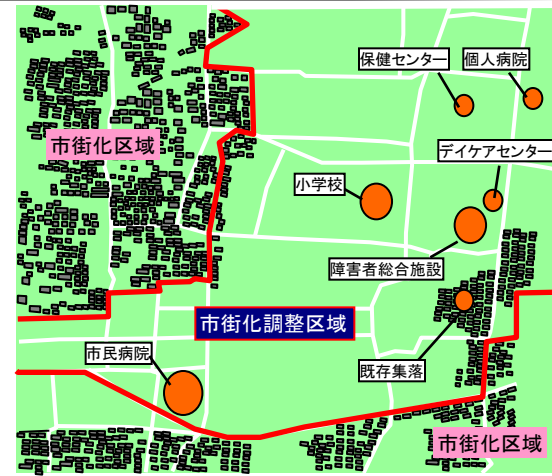 保健センター
個人病院
市街化区域
デイケアセンター
小学校
障害者総合施設
市街化調整区域
市民病院
既存集落
市街化区域